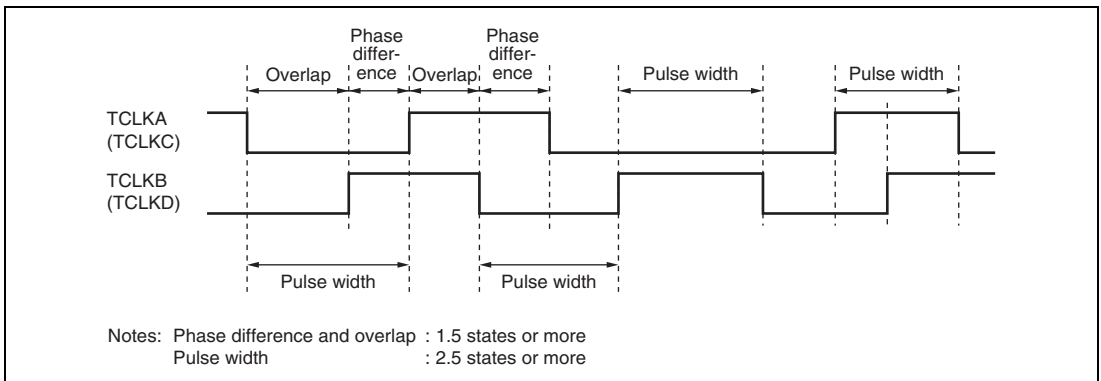 Phase
differ-
ence
Phase
differ-
ence
Overlap
Overlap
Pulse width
Pulse width
TCLKA
(TCLKC)
TCLKB
(TCLKD)
Pulse width
Pulse width
Notes: Phase difference and overlap : 1.5 states or more
Pulse width : 2.5 states or more